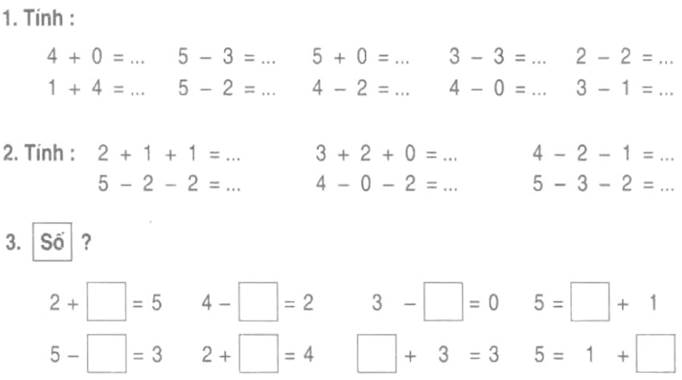 1. Tính :
4 + 0 = ... 5 − 3 = ... 5 + 0 = ... 3 − 3 = ... 2 − 2 = ...
1 + 4 = ... 5 − 2 = ... 4 − 2 = ... 4 − 0 = ... 3 − 1 = ...
2. Tính : 2 + 1 + 1 = ... 3 + 2 + 0 = ... 4 − 2 − 1 = ...
5 − 2 − 2 = ... 4 − 0 − 2 = ... 5 − 3 − 2 = ...
3. Số ?
2 + □ = 5 4 − □ = 2 3 − □ = 0 5 = □ + 1
5 − □ = 3 2 + □ = 4 □ + 3 = 3 5 = 1 + □